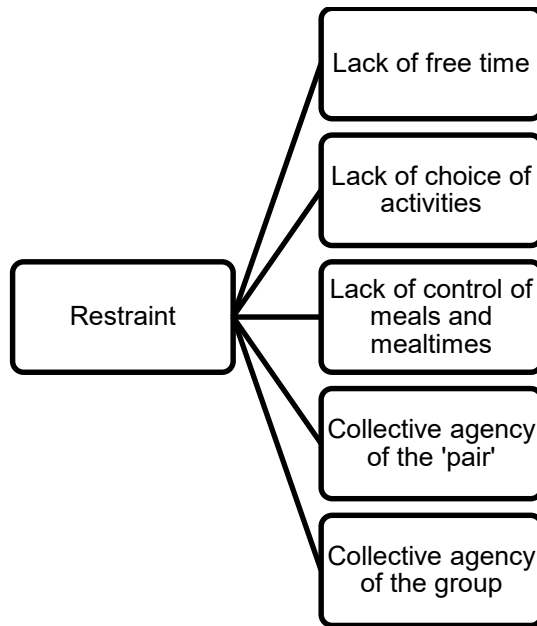 Lack of free time
Lack of choice of
activities
Restraint
Lack of control of
meals and
mealtimes
Collective agency
of the 'pair'
Collective agency
of the group